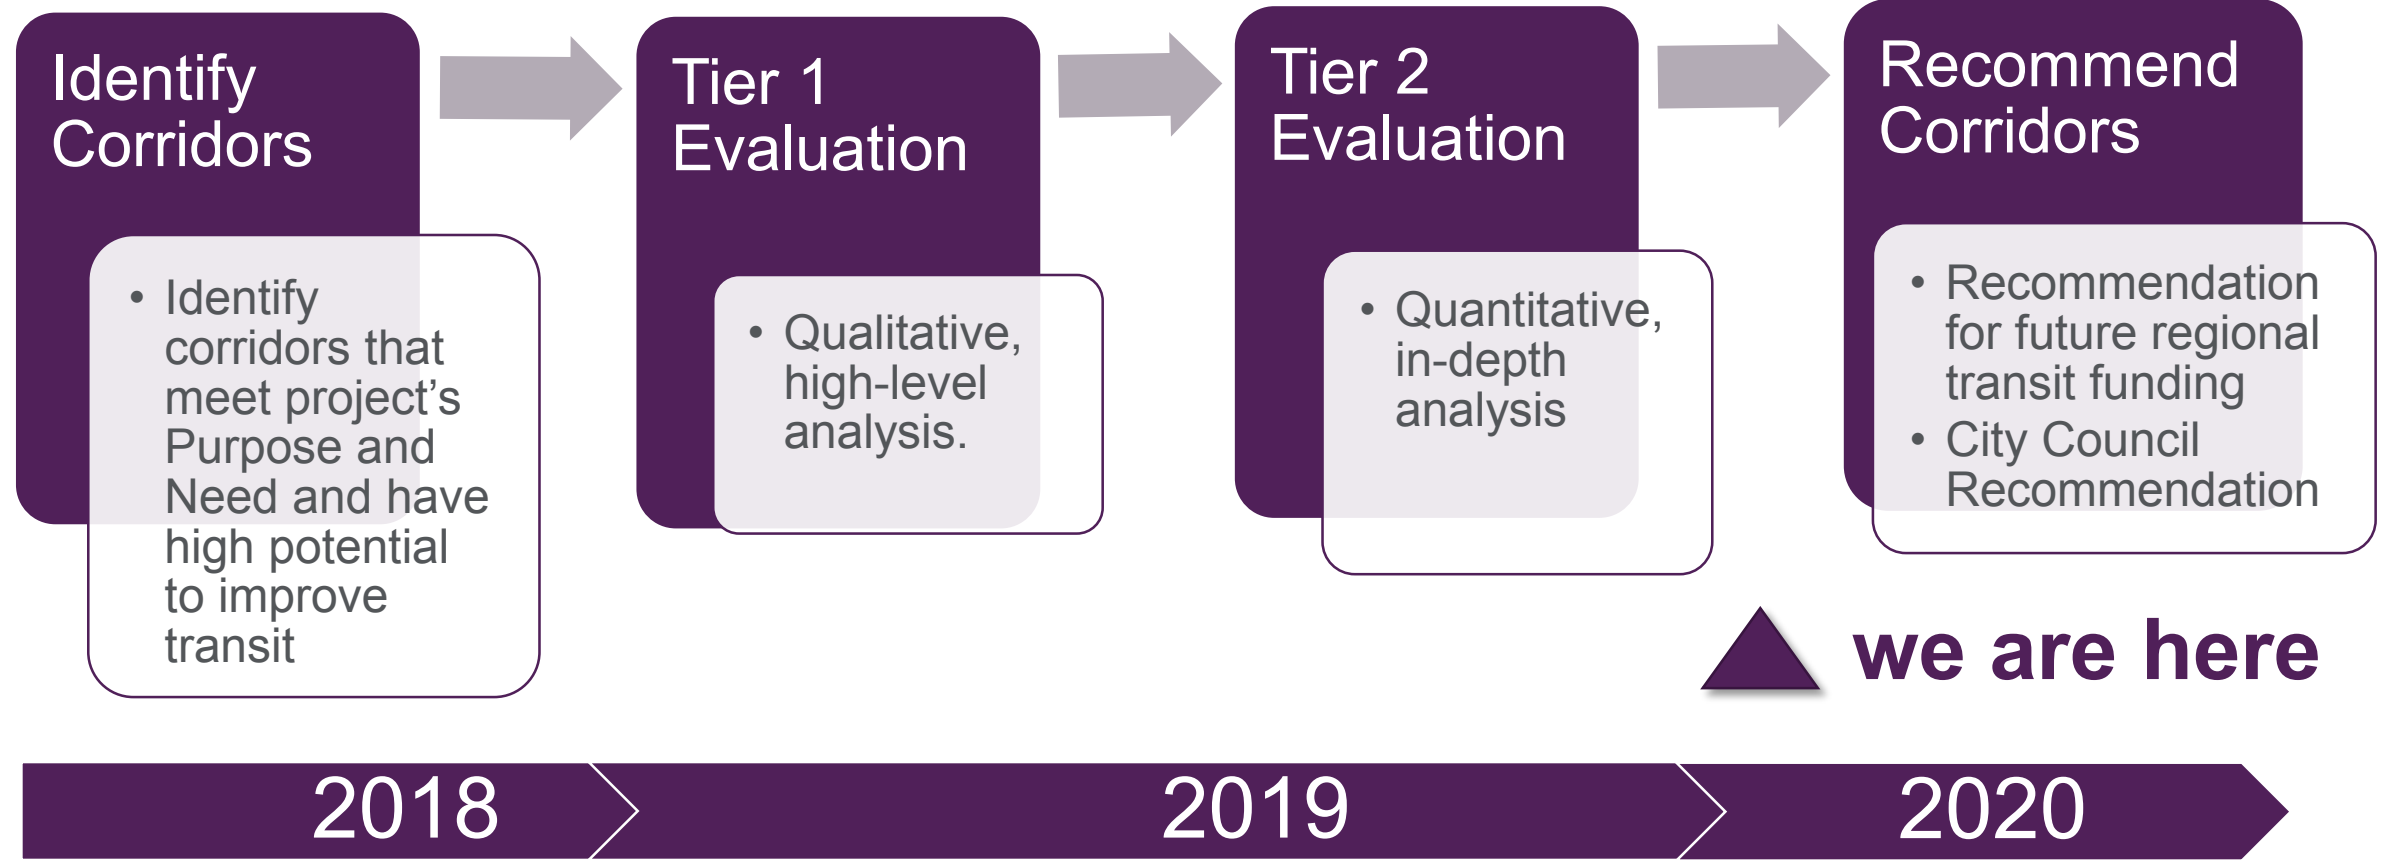 Identify
Corridors
• Identify
corridors that
meet project’s
Purpose and
Need and have
high potential
to improve
transit
Tier 1
Evaluation
• Qualitative,
high-level
analysis.
Tier 2
Evaluation
• Quantitative,
in-depth
analysis
Recommend
Corridors
• Recommendation
for future regional
transit funding
• City Council
Recommendation
we are here
2018
2019
2020